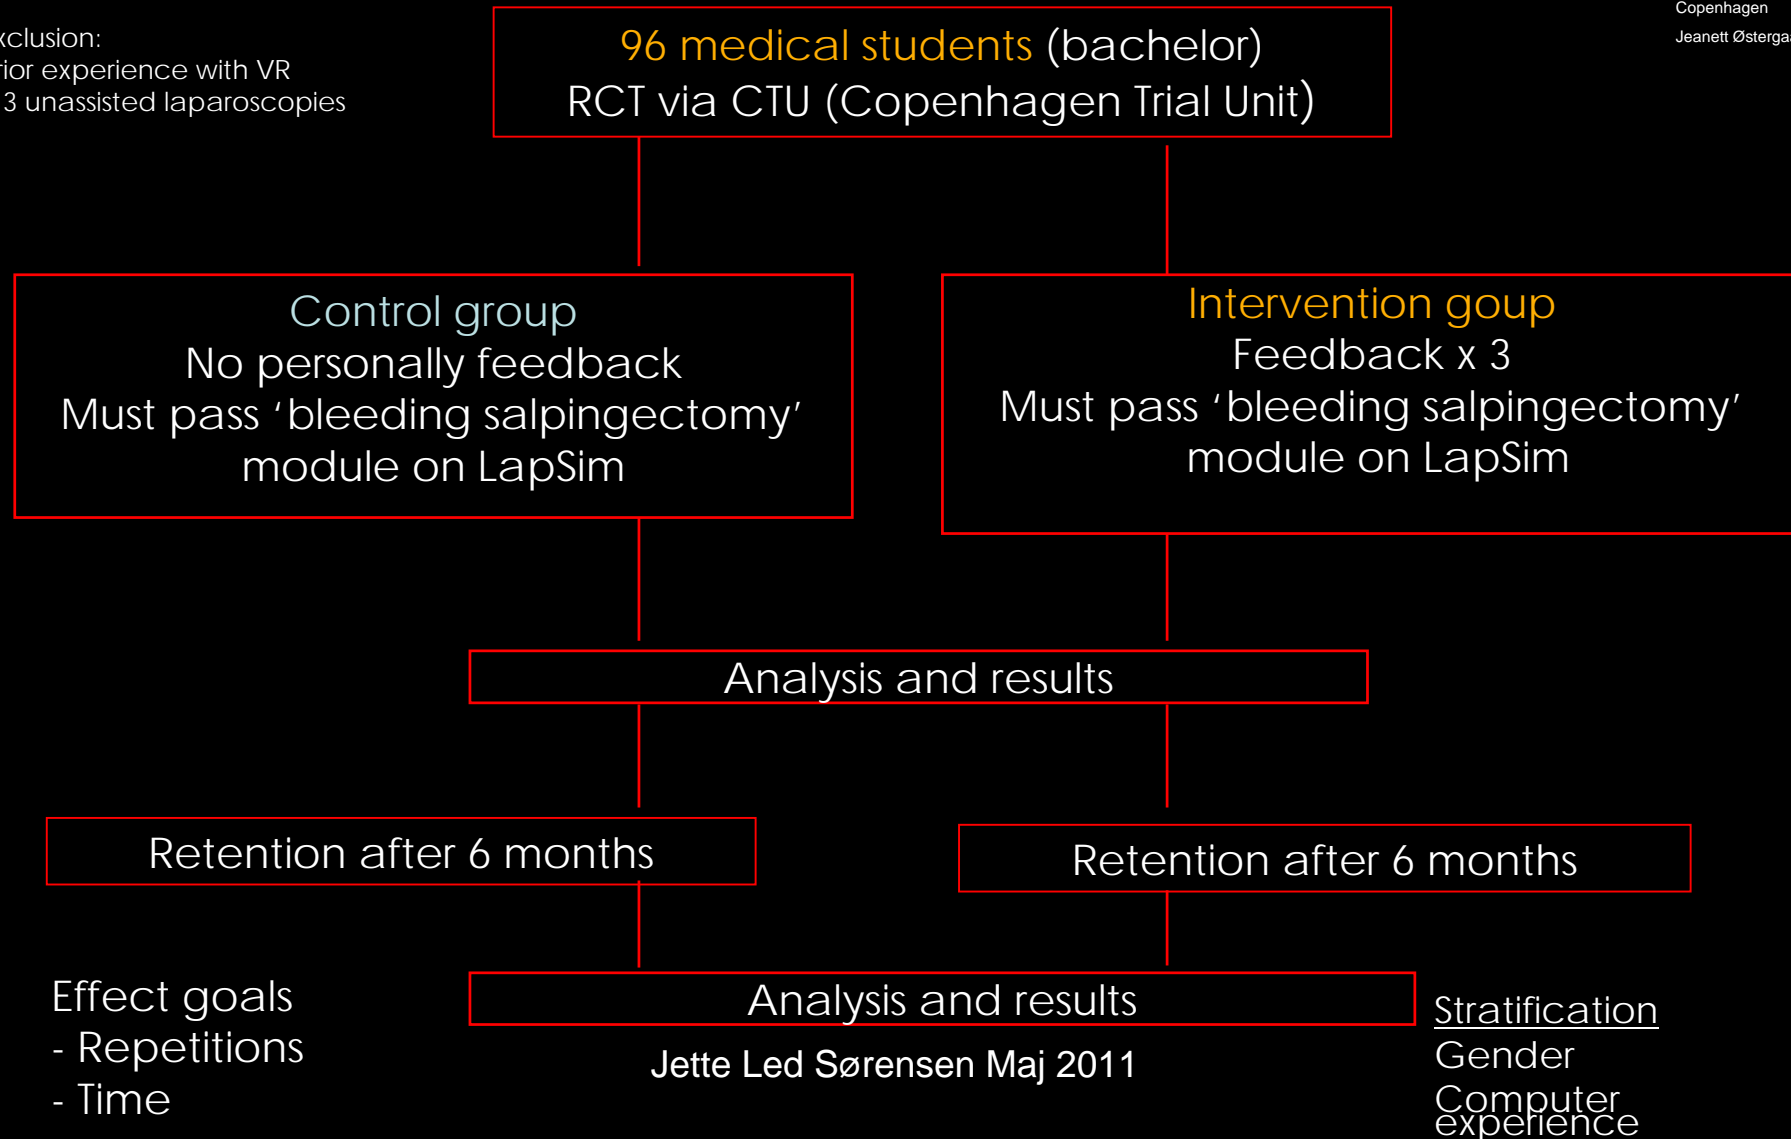 xclusion:
ior experience with VR
3 unassisted laparoscopies
Copenhagen
Jeanett Østerga
96 medical students (bachelor)
RCT via CTU (Copenhagen Trial Unit)
Control group
No personally feedback
Must pass ‘bleeding salpingectomy’
module on LapSim
Intervention goup
Feedback x 3
Must pass ‘bleeding salpingectomy’
module on LapSim
Analysis and results
Retention after 6 months
Retention after 6 months
Analysis and results
Effect goals
- Repetitions
- Time
Jette Led Sørensen Maj 2011
Stratification
Gender
Computer
experience